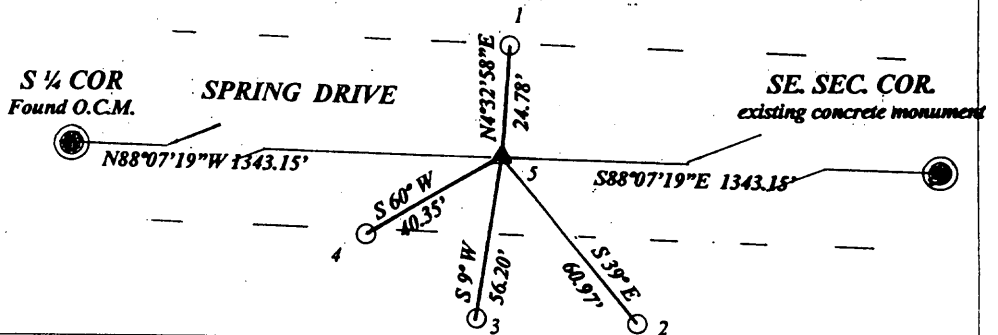 1
S ¼ COR
Found O.C.M.
SPRING DRIVE
N4°32'58"E
24.78'
SE. SEC. COR.
existing concrete monument
N88°07'19"W 1343.15'
5
S88°07'19"E 1343.15'
S 60° W
40.35'
4
S 9° W
56.20'
S 39° E
60.97'
3
2